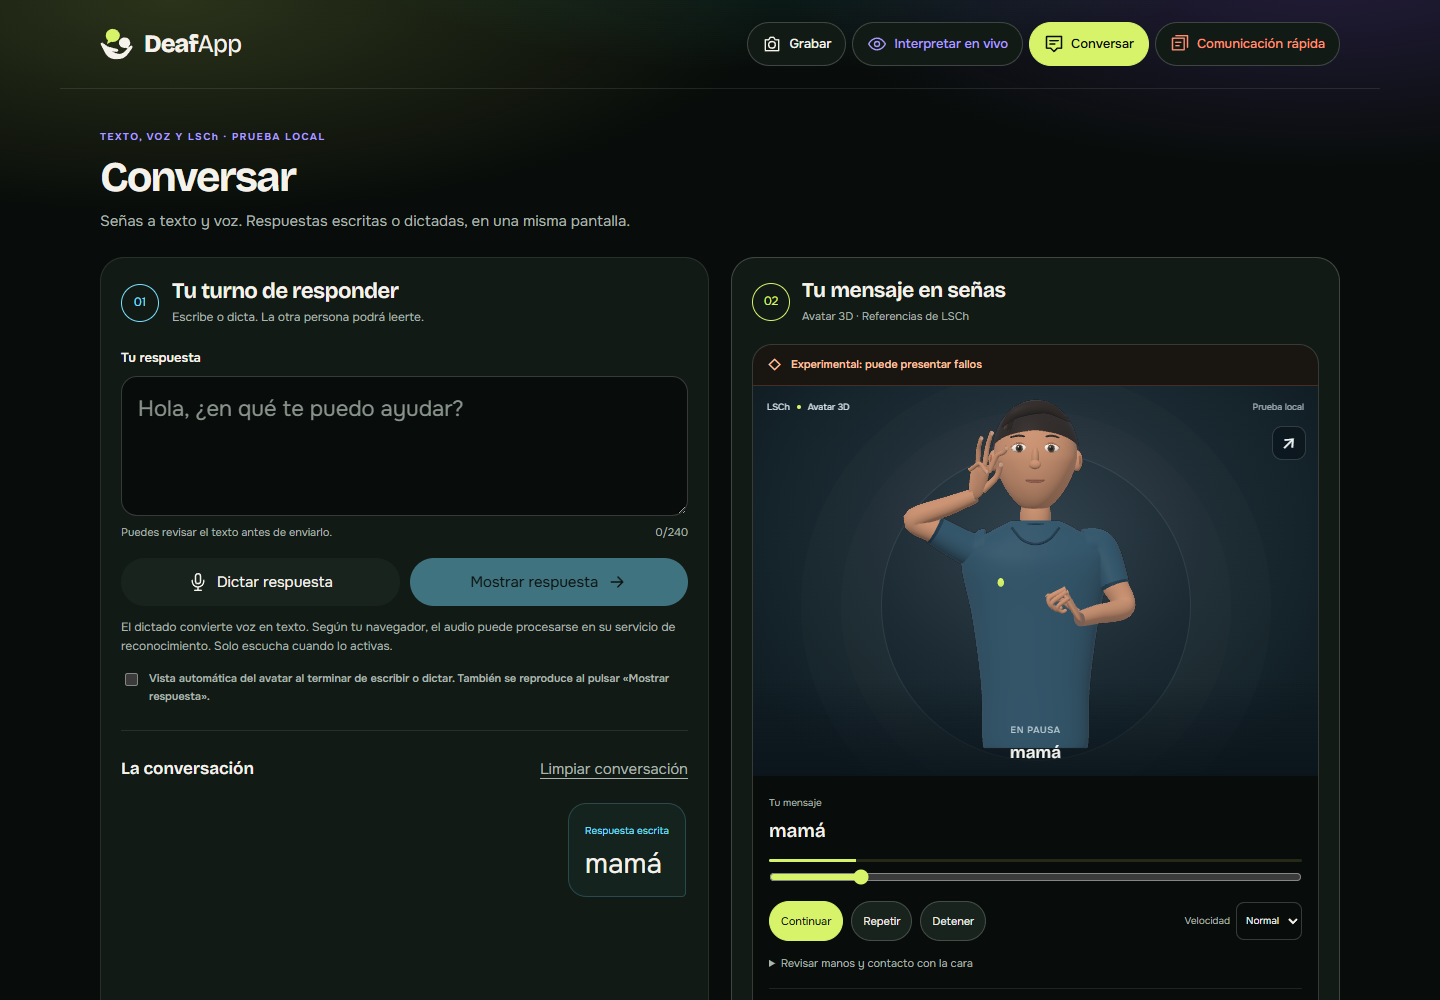 DeafApp
Grabar
Interpretar en vivo
Conversar
Comunicación rápida
TEXTO, VOZ Y LSCh · PRUEBA LOCAL
Conversar
Señas a texto y voz. Respuestas escritas o dictadas, en una misma pantalla.
01
Tu turno de responder
Escribe o dicta. La otra persona podrá leerte.
Tu respuesta
Hola, ¿en qué te puedo ayudar?
Puedes revisar el texto antes de enviarlo.
0/240
Dictar respuesta
Mostrar respuesta
El dictado convierte voz en texto. Según tu navegador, el audio puede procesarse en su servicio de
reconocimiento. Solo escucha cuando lo activas.
Vista automática del avatar al terminar de escribir o dictar. También se reproduce al pulsar «Mostrar
respuesta».
La conversación
Limpiar conversación
Respuesta escrita
mamá
02
Tu mensaje en señas
Avatar 3D · Referencias de LSCh
Experimental: puede presentar fallos
LSCh • Avatar 3D
Prueba local
EN PAUSA
mamá
Tu mensaje
mamá
Continuar
Repetir
Detener
Velocidad
Normal
Revisar manos y contacto con la cara